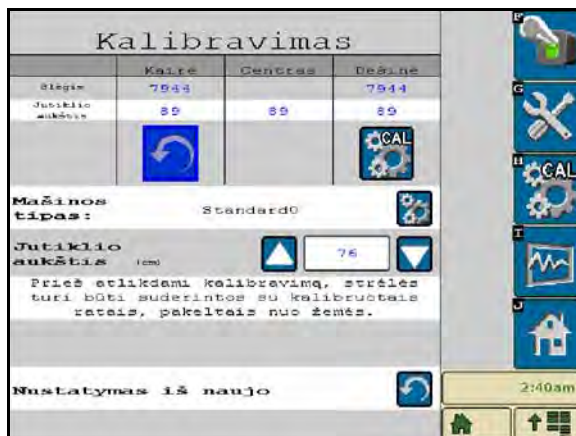 Kalibravimas
Kairė Centras Dešinė
Slėgis 7944 7944
Jutiklio aukštis 89 89 89
CAL
Mašinos tipas: Standard0
Jutiklio aukštis (cm) 76
Prieš atlikdami kalibravimą, strėlės
turi būti suderintos su kalibruotais
ratais, pakeltais nuo žemės.
Nustatymas iš naujo
F
G
H
CAL
I
J
2:40am